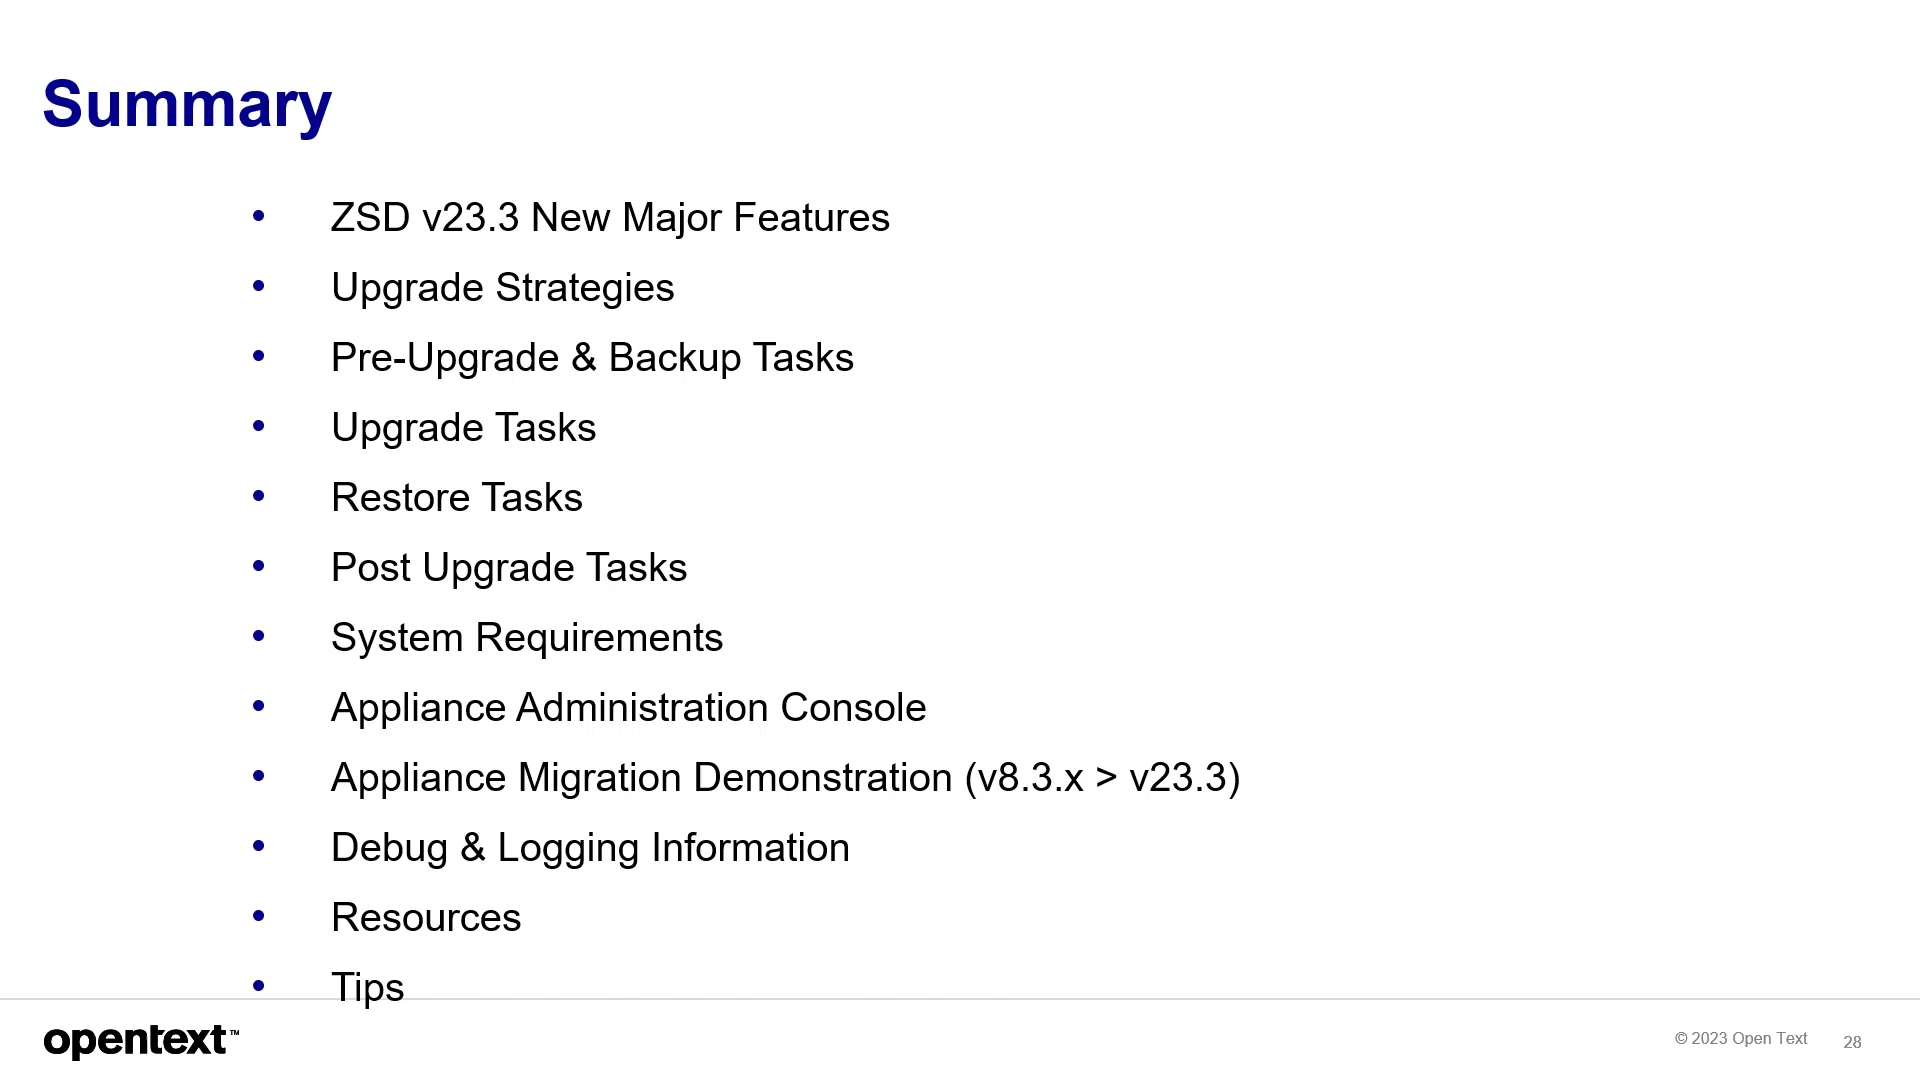 Summary
• ZSD v23.3 New Major Features
• Upgrade Strategies
• Pre-Upgrade & Backup Tasks
• Upgrade Tasks
• Restore Tasks
• Post Upgrade Tasks
• System Requirements
• Appliance Administration Console
• Appliance Migration Demonstration (v8.3.x > v23.3)
• Debug & Logging Information
• Resources
• Tips
opentext™
© 2023 Open Text 28